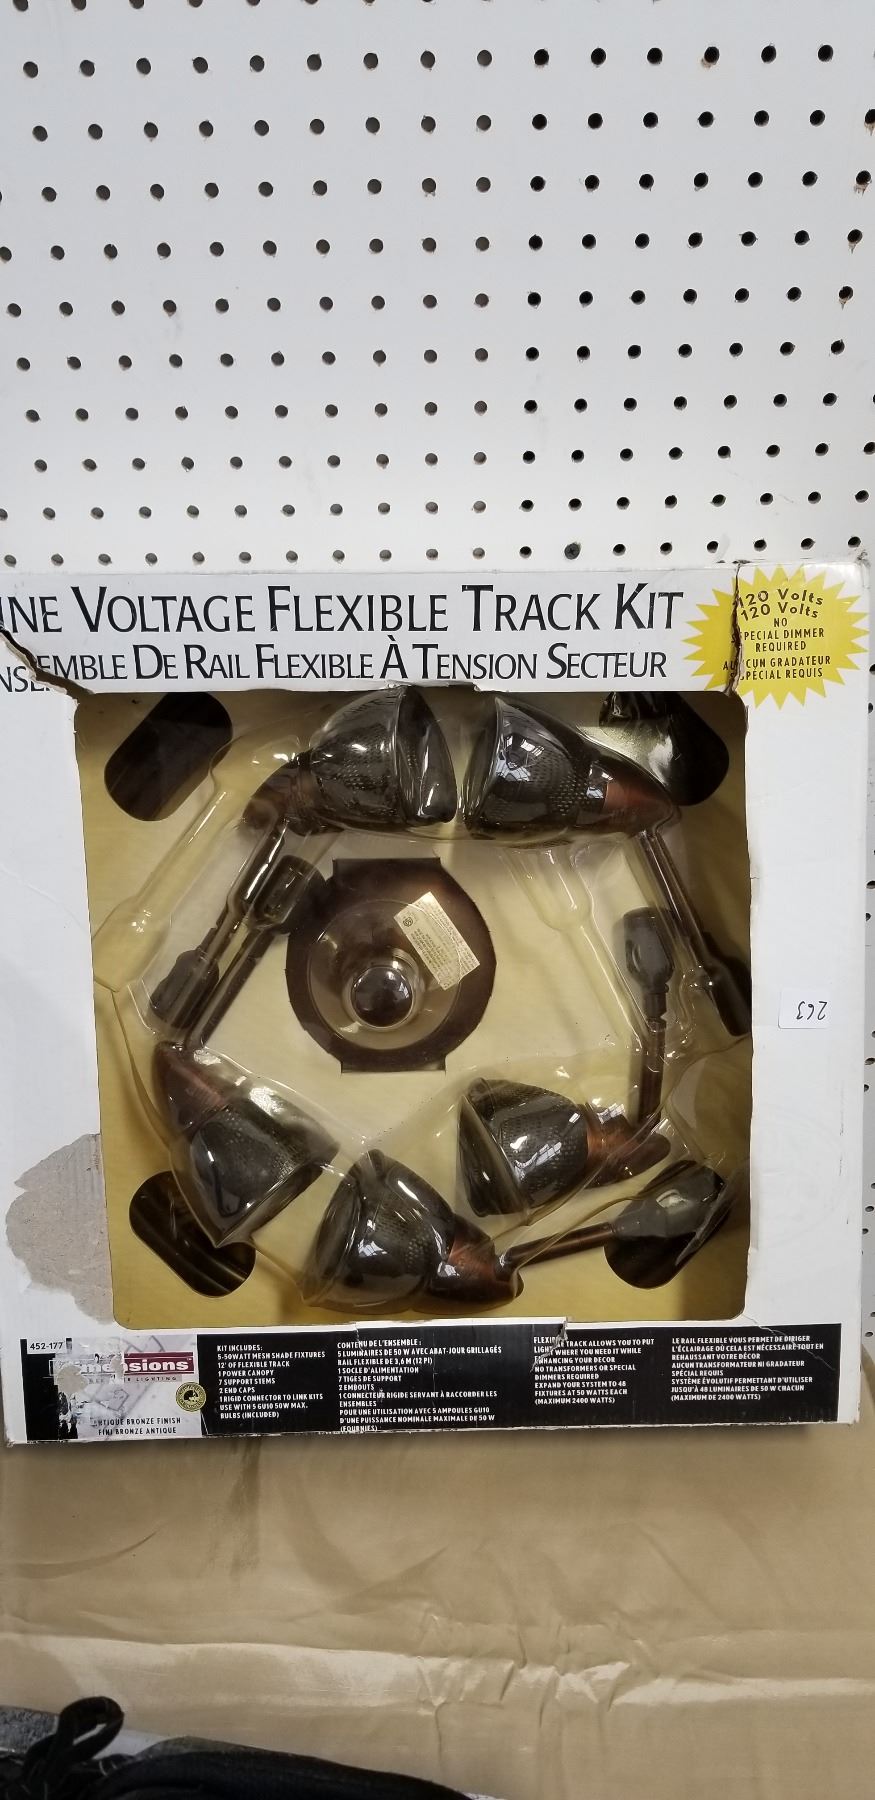 INE VOLTAGE FLEXIBLE TRACK KIT
NSEMBLE DE RAIL FLEXIBLE À TENSION SECTEUR
120 Volts
120 Volts
NO
SPECIAL DIMMER
REQUIRED
AUCUN GRADATEUR
SPÉCIAL REQUIS
263
452-177
LIGHTING
ANTIQUE BRONZE FINISH
FINI BRONZE ANTIQUE
KIT INCLUDES:
5-50WATT MESH SHADE FIXTURES
12' OF FLEXIBLE TRACK
1 POWER CANOPY
7 SUPPORT STEMS
2 END CAPS
1 RIGID CONNECTOR TO LINK KITS
USE WITH 5 GU10 50W MAX.
BULBS (INCLUDED)
CONTENU DE L'ENSEMBLE :
5 LUMINAIRES DE 50 W AVEC ABAT-JOUR GRILLAGÉS
RAIL FLEXIBLE DE 3,6 M (12 PI)
1 SOCLE D'ALIMENTATION
7 TIGES DE SUPPORT
2 EMBOUTS
1 CONNECTEUR RIGIDE SERVANT À RACCORDER LES
ENSEMBLES
POUR UNE UTILISATION AVEC 5 AMPOULES GU10
D'UNE PUISSANCE NOMINALE MAXIMALE DE 50 W
(FOURNIES)
FLEXIBLE TRACK ALLOWS YOU TO PUT
LIGHT WHERE YOU NEED IT WHILE
ENHANCING YOUR DECOR
NO TRANSFORMERS OR SPECIAL
DIMMERS REQUIRED
EXPAND YOUR SYSTEM TO 48
FIXTURES AT 50 WATTS EACH
(MAXIMUM 2400 WATTS)
LE RAIL FLEXIBLE VOUS PERMET DE DIRIGER
L'ÉCLAIRAGE OÙ CELA EST NÉCESSAIRE TOUT EN
REHAUSSANT VOTRE DÉCOR
AUCUN TRANSFORMATEUR NI GRADATEUR
SPÉCIAL REQUIS
SYSTÈME ÉVOLUTIF PERMETTANT D'UTILISER
JUSQU'À 48 LUMINAIRES DE 50 W CHACUN
(MAXIMUM DE 2400 WATTS)